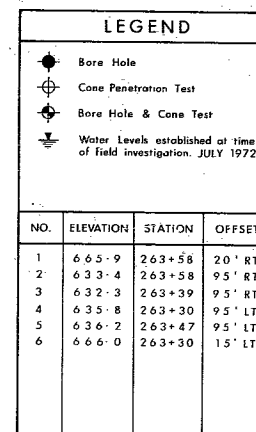 LEGEND
Bore Hole
Cone Penetration Test
Bore Hole & Cone Test
Water Levels established at time
of field investigation. JULY 1972
NO. ELEVATION STATION OFFSET
1 665.9 263+58 20' RT
2 633.4 263+58 95' RT
3 632.3 263+39 95' RT
4 635.8 263+30 95' LT
5 636.2 263+47 95' LT
6 666.0 263+30 15' LT